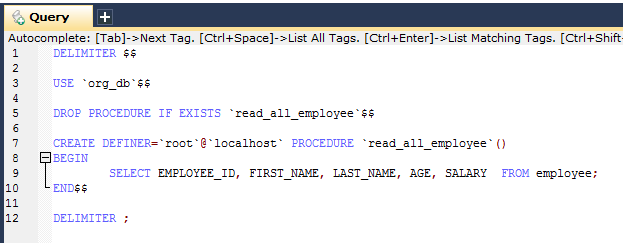 Query
Autocomplete: [Tab]->Next Tag. [Ctrl+Space]->List All Tags. [Ctrl+Enter]->List Matching Tags. [Ctrl+Shift-
1 DELIMITER $$
2
3 USE `org_db`$$
4
5 DROP PROCEDURE IF EXISTS `read_all_employee`$$
6
7 CREATE DEFINER=`root`@`localhost` PROCEDURE `read_all_employee`()
8 BEGIN
9 SELECT EMPLOYEE_ID, FIRST_NAME, LAST_NAME, AGE, SALARY  FROM employee;
10 END$$
11
12 DELIMITER ;